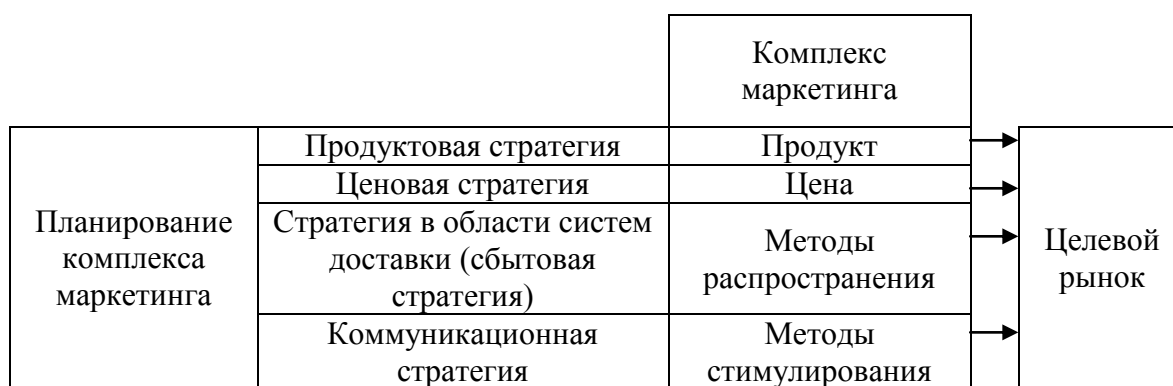 Комплекс
маркетинга
Планирование
комплекса
маркетинга
Продуктовая стратегия
Продукт
Ценовая стратегия
Цена
Стратегия в области систем
доставки (сбытовая
стратегия)
Методы
распространения
Коммуникационная
стратегия
Методы
стимулирования
Целевой
рынок